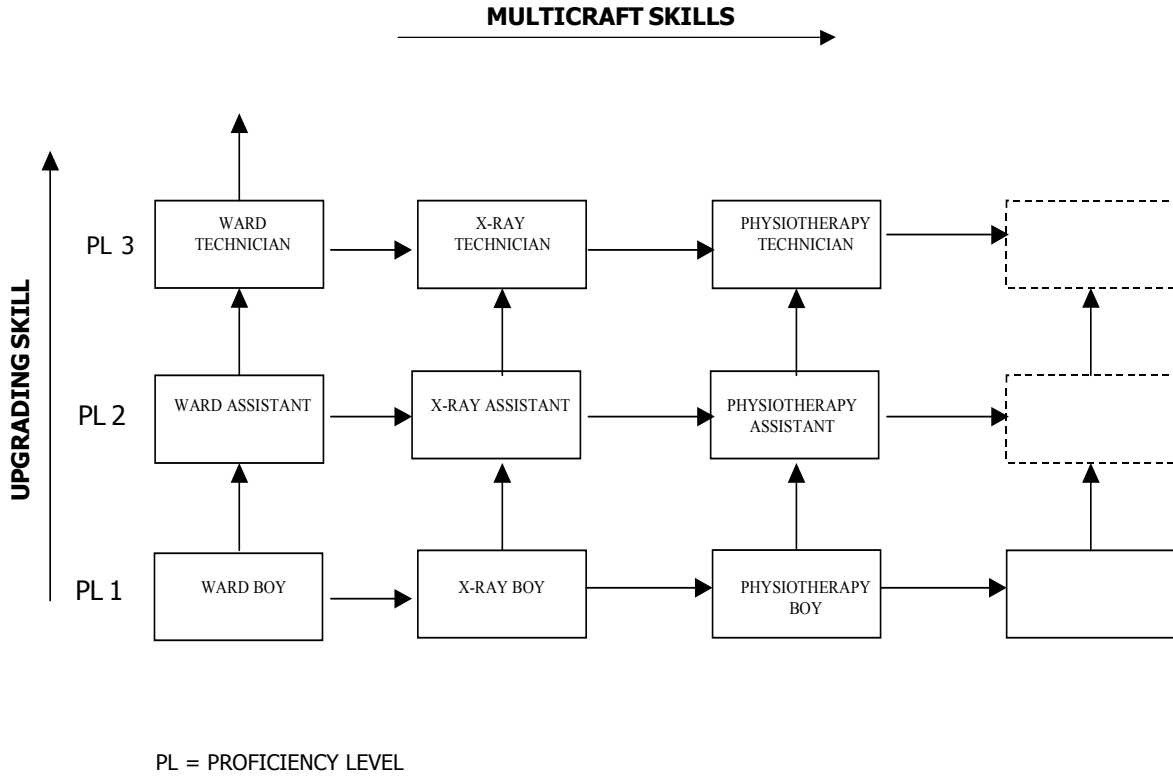 MULTICRAFT SKILLS
UPGRADING SKILL
PL 3
WARD
TECHNICIAN
X-RAY
TECHNICIAN
PHYSIOTHERAPY
TECHNICIAN
PL 2
WARD ASSISTANT
X-RAY ASSISTANT
PHYSIOTHERAPY
ASSISTANT
PL 1
WARD BOY
X-RAY BOY
PHYSIOTHERAPY
BOY
PL = PROFICIENCY LEVEL